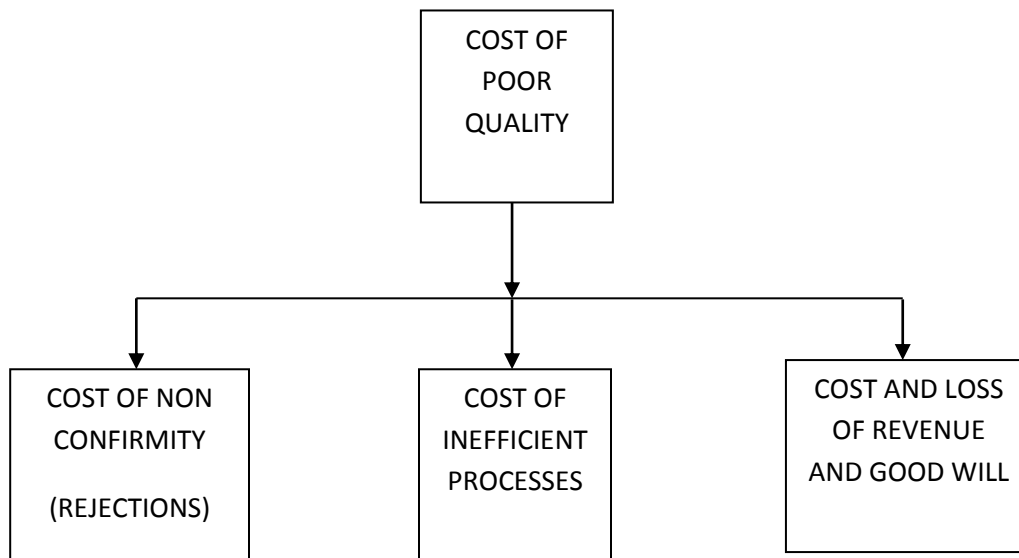 COST OF
POOR
QUALITY
COST OF NON
CONFIRMITY
(REJECTIONS)
COST OF
INEFFICIENT
PROCESSES
COST AND LOSS
OF REVENUE
AND GOOD WILL